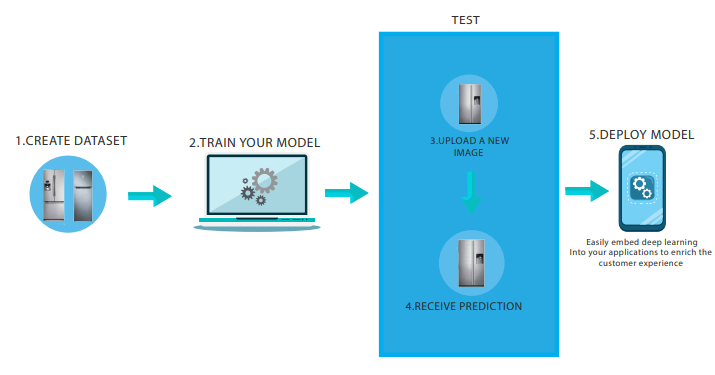 TEST
1.CREATE DATASET
2.TRAIN YOUR MODEL
3.UPLOAD A NEW
IMAGE
4.RECEIVE PREDICTION
5.DEPLOY MODEL
Easily embed deep learning
Into your applications to enrich the
customer experience